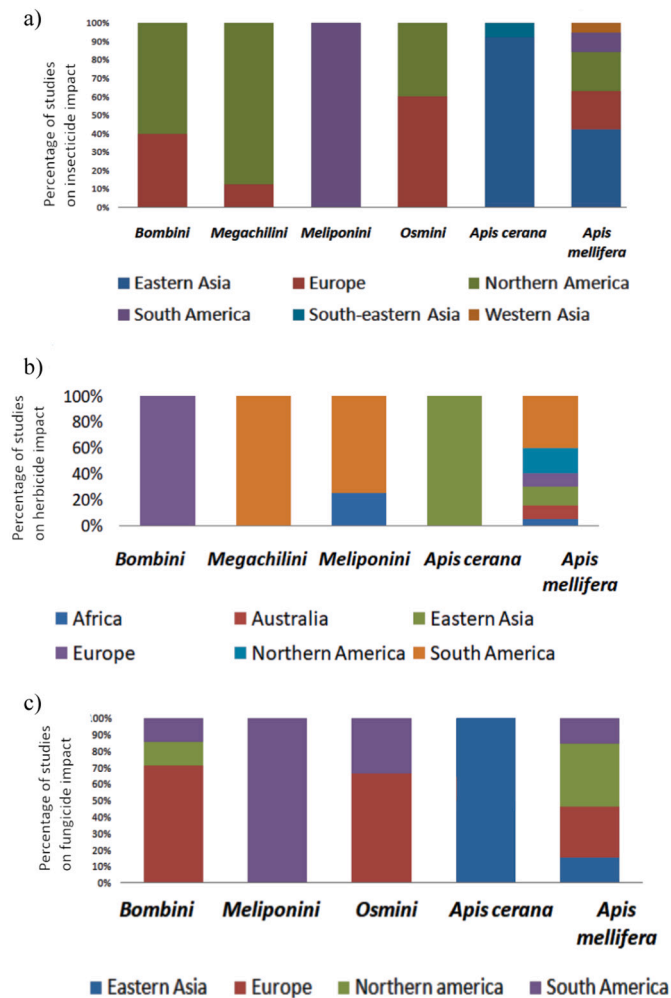 a)
Percentage of studies
on insecticide impact
100%
90%
80%
70%
60%
50%
40%
30%
20%
10%
0%
Bombini Megachilini Meliponini Osmini Apis cerana Apis
mellifera
Eastern Asia Europe Northern America
South America South-eastern Asia Western Asia
b)
Percentage of studies
on herbicide impact
100%
80%
60%
40%
20%
0%
Bombini Megachilini Meliponini Apis cerana Apis
mellifera
Africa Australia Eastern Asia
Europe Northern America South America
c)
Percentage of studies
on fungicide impact
100%
90%
80%
70%
60%
50%
40%
30%
20%
10%
0%
Bombini Meliponini Osmini Apis cerana Apis
mellifera
Eastern Asia Europe Northern america South America